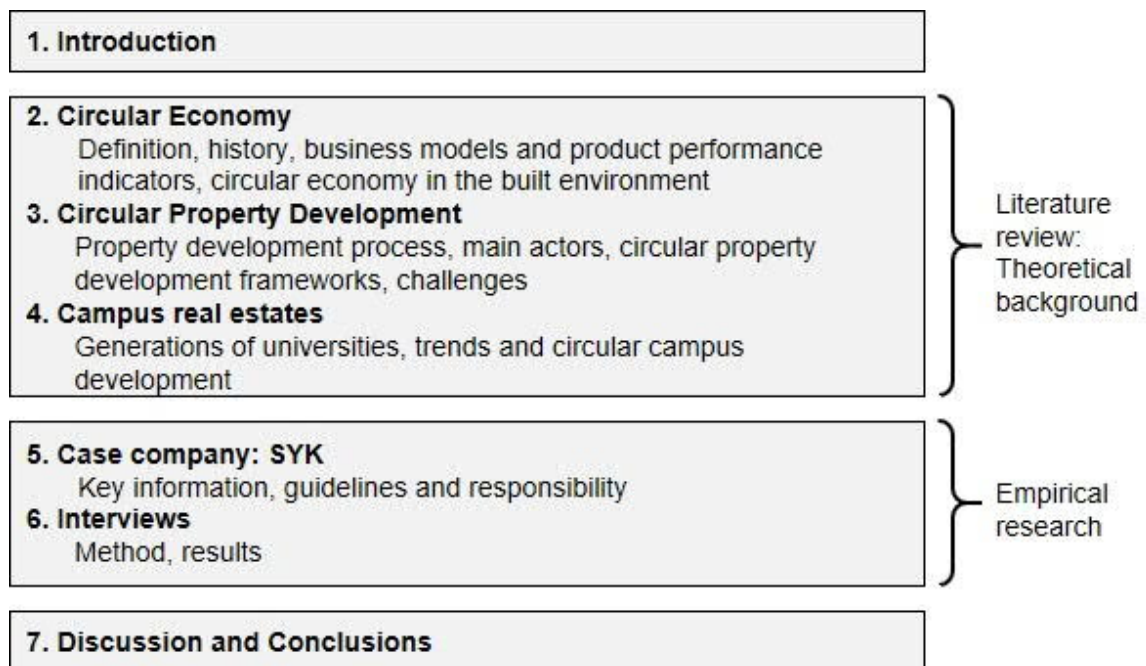 1. Introduction
2. Circular Economy
Definition, history, business models and product performance
indicators, circular economy in the built environment
3. Circular Property Development
Property development process, main actors, circular property
development frameworks, challenges
4. Campus real estates
Generations of universities, trends and circular campus
development
Literature
review:
Theoretical
background
5. Case company: SYK
Key information, guidelines and responsibility
6. Interviews
Method, results
Empirical
research
7. Discussion and Conclusions